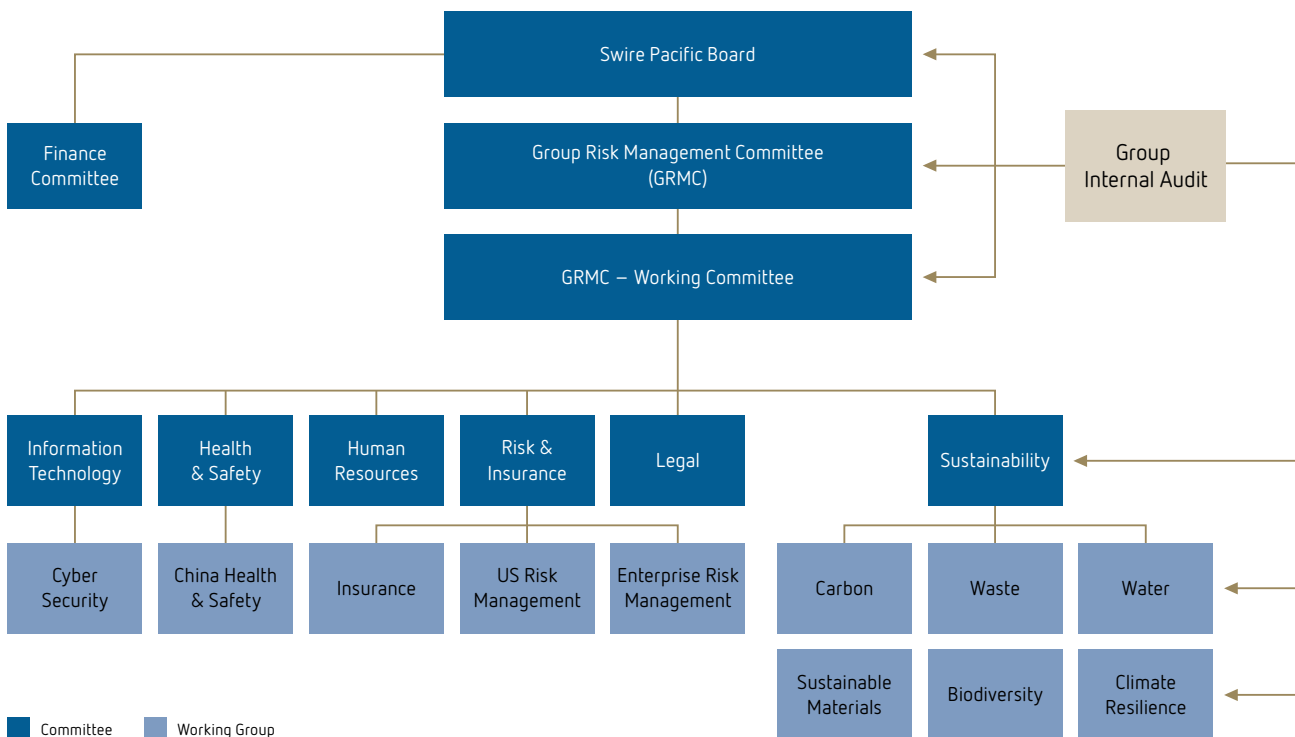 Swire Pacific Board
Finance
Committee
Group Risk Management Committee
(GRMC)
Group
Internal Audit
GRMC – Working Committee
Information
Technology
Health
& Safety
Human
Resources
Risk &
Insurance
Legal
Sustainability
Cyber
Security
China Health
& Safety
Insurance
US Risk
Management
Enterprise Risk
Management
Carbon
Waste
Water
Sustainable
Materials
Biodiversity
Climate
Resilience
Committee
Working Group